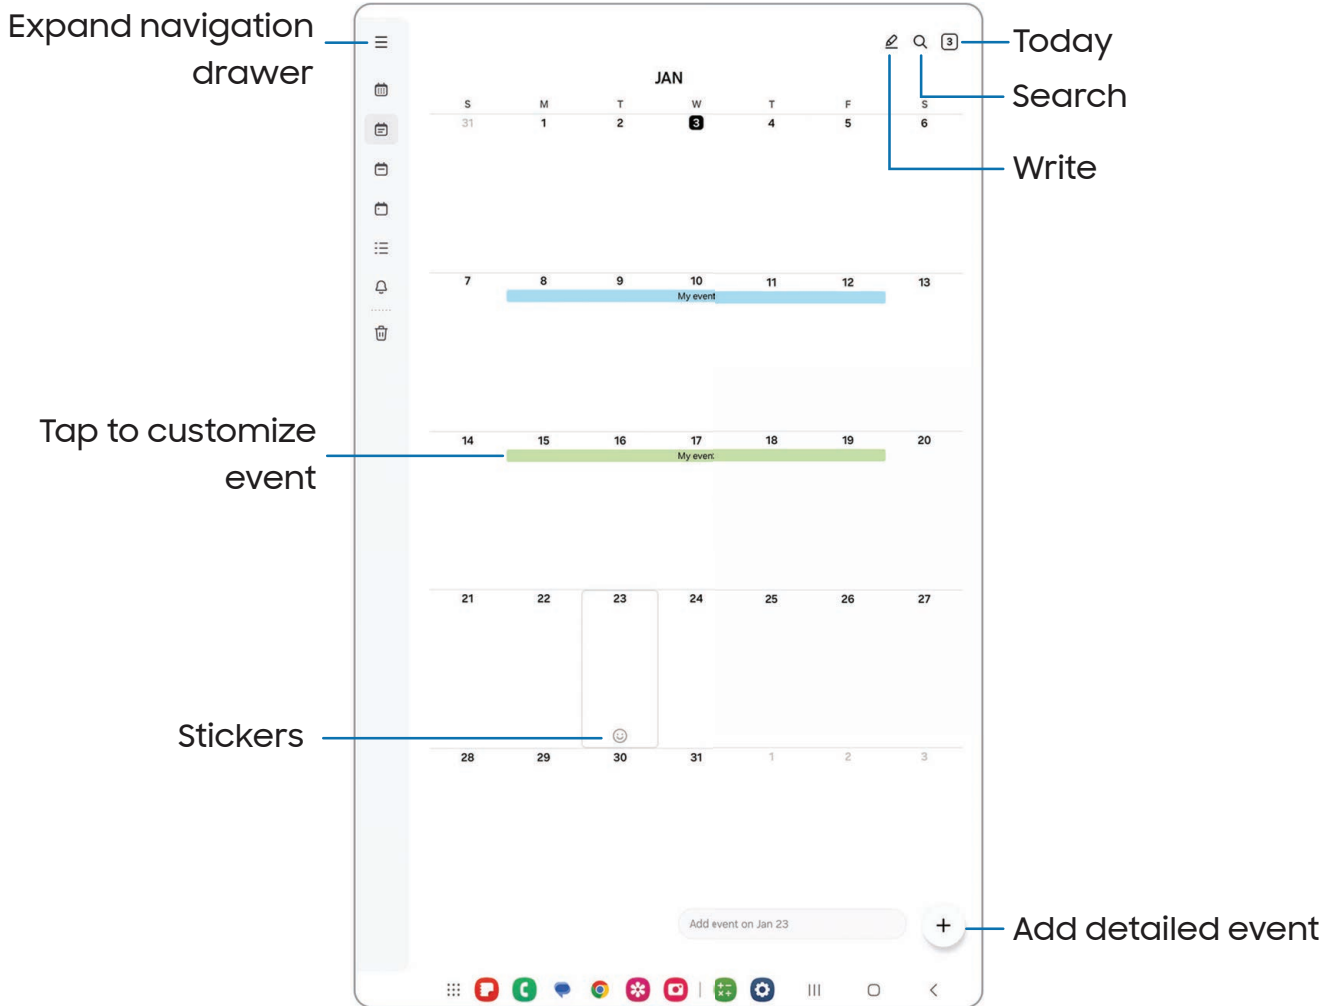 Expand navigation
drawer
3
Today
Search
Write
JAN
S M T W T F S
31 1 2 3 4 5 6
7 8 9 10 11 12 13
My event
Tap to customize
event
14 15 16 17 18 19 20
My event
21 22 23 24 25 26 27
Stickers
28 29 30 31 1 2 3
Add event on Jan 23
Add detailed event